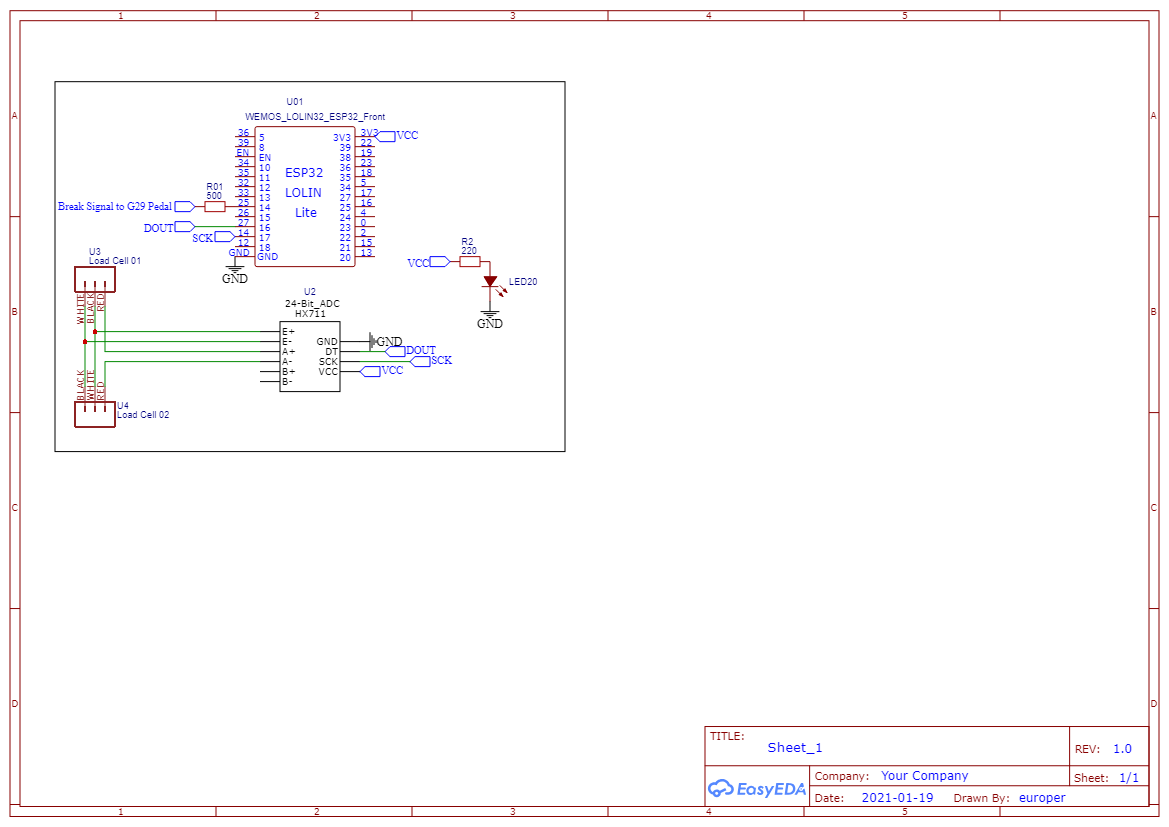 1 2 3 4 5
A A
B B
C C
D D
1 2 3 4 5
U01
WEMOS_LOLIN32_ESP32_Front
36 5
39 8
EN EN
34 10
35 11
32 12
33 13
25 14
26 15
27 16
14 17
12 18
GND GND
3V3 3V3
39 22
38 19
36 23
35 18
34 5
27 17
25 16
24 4
23 0
22 2
21 15
20 13
ESP32
LOLIN
Lite
VCC
R01
500
Break Signal to G29 Pedal
DOUT
SCK
GND
U3
Load Cell 01
WHITE
BLACK
RED
R2
220
VCC
LED20
GND
U2
24-Bit_ADC
HX711
E+
E- GND
A+ DT
A- SCK
B+ VCC
B-
GND
DOUT
SCK
VCC
BLACK
WHITE
RED
U4
Load Cell 02
TITLE:
Sheet_1
REV: 1.0
EasyEDA
Company: Your Company
Sheet: 1/1
Date: 2021-01-19 Drawn By: europer